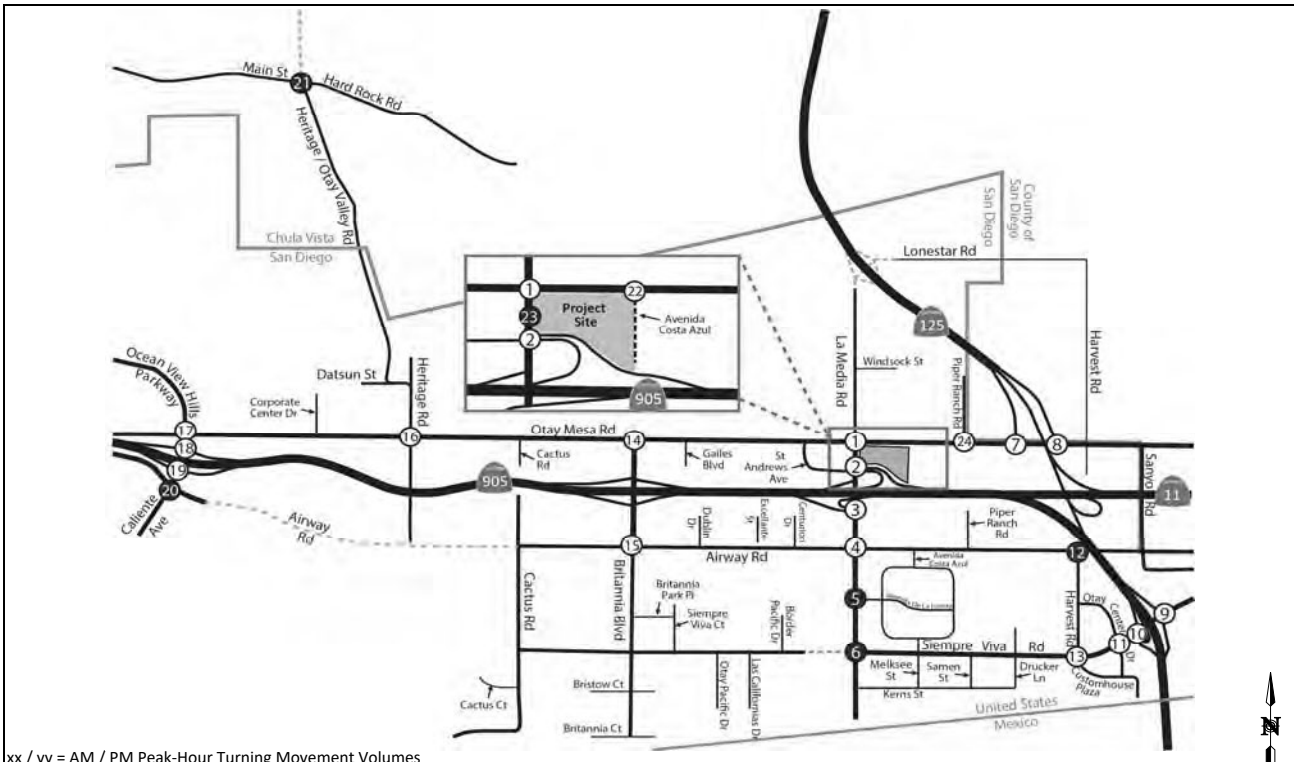 Main St
21
Hard Rock Rd
Heritage / Otay Valley Rd
Chula Vista
San Diego
County of
San Diego
San Diego
Lonestar Rd
125
1
22
Project
Site
Avenida
Costa Azul
23
2
905
La Media Rd
Windsock St
Piper Ranch Rd
Harvest Rd
Ocean View Hills
Parkway
Datsun St
Heritage Rd
Corporate
Center Dr
17
16
Otay Mesa Rd
14
1
24
7
8
18
Cactus
Rd
Gailes
Blvd
St
Andrews
Ave
2
19
905
20
Sanyo Rd
11
Caliente
Ave
Airway
Rd
3
Dublin
Dr
Excellante
St
Centurion
Dr
Piper
Ranch
Rd
15
Airway Rd
4
12
Avenida
Costa Azul
Cactus Rd
Britannia Blvd
Britannia
Park Pl
Siempre
Viva Ct
Border
Pacific Dr
5
Harvest Rd
Otay
Center
Dr
9
10
11
6
Siempre Viva Rd
13
Melksee
St
Samen
St
Drucker
Ln
Customhouse
Plaza
Kerns St
Otay Pacific Dr
Las Californias Dr
Cactus Ct
Bristow Ct
Britannia Ct
United States
Mexico
N
xx / yy = AM / PM Peak-Hour Turning Movement Volumes